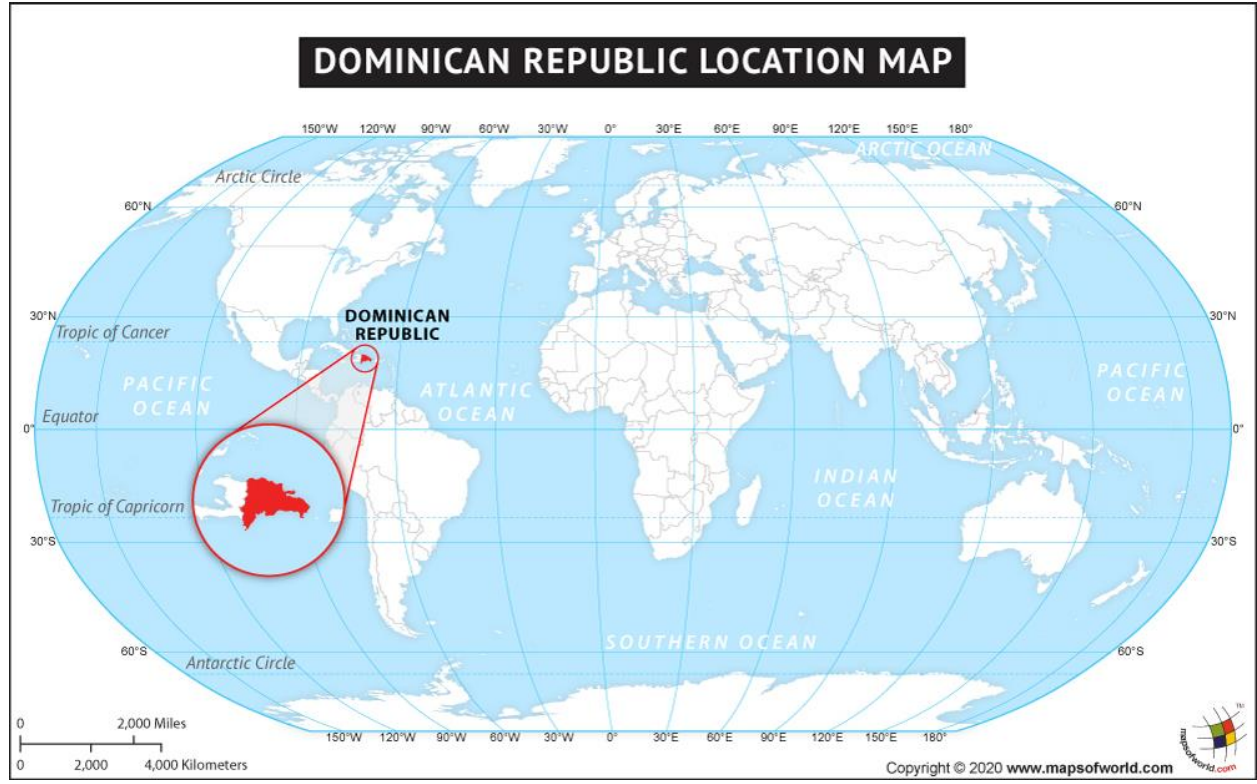 DOMINICAN REPUBLIC LOCATION MAP
150°W 120°W 90°W 60°W 30°W 0° 30°E 60°E 90°E 120°E 150°E 180°
ARCTIC OCEAN
Arctic Circle
60°N 60°N
30°N 30°N
Tropic of Cancer
DOMINICAN
REPUBLIC
PACIFIC
OCEAN
ATLANTIC
OCEAN
PACIFIC
OCEAN
Equator
0° 0°
INDIAN
OCEAN
Tropic of Capricorn
30°S 30°S
SOUTHERN OCEAN
60°S 60°S
Antarctic Circle
150°W 120°W 90°W 60°W 30°W 0° 30°E 60°E 90°E 120°E 150°E 180°
0 2,000 Miles
0 2,000 4,000 Kilometers
mapsofworld.com
TM
Copyright © 2020 www.mapsofworld.com